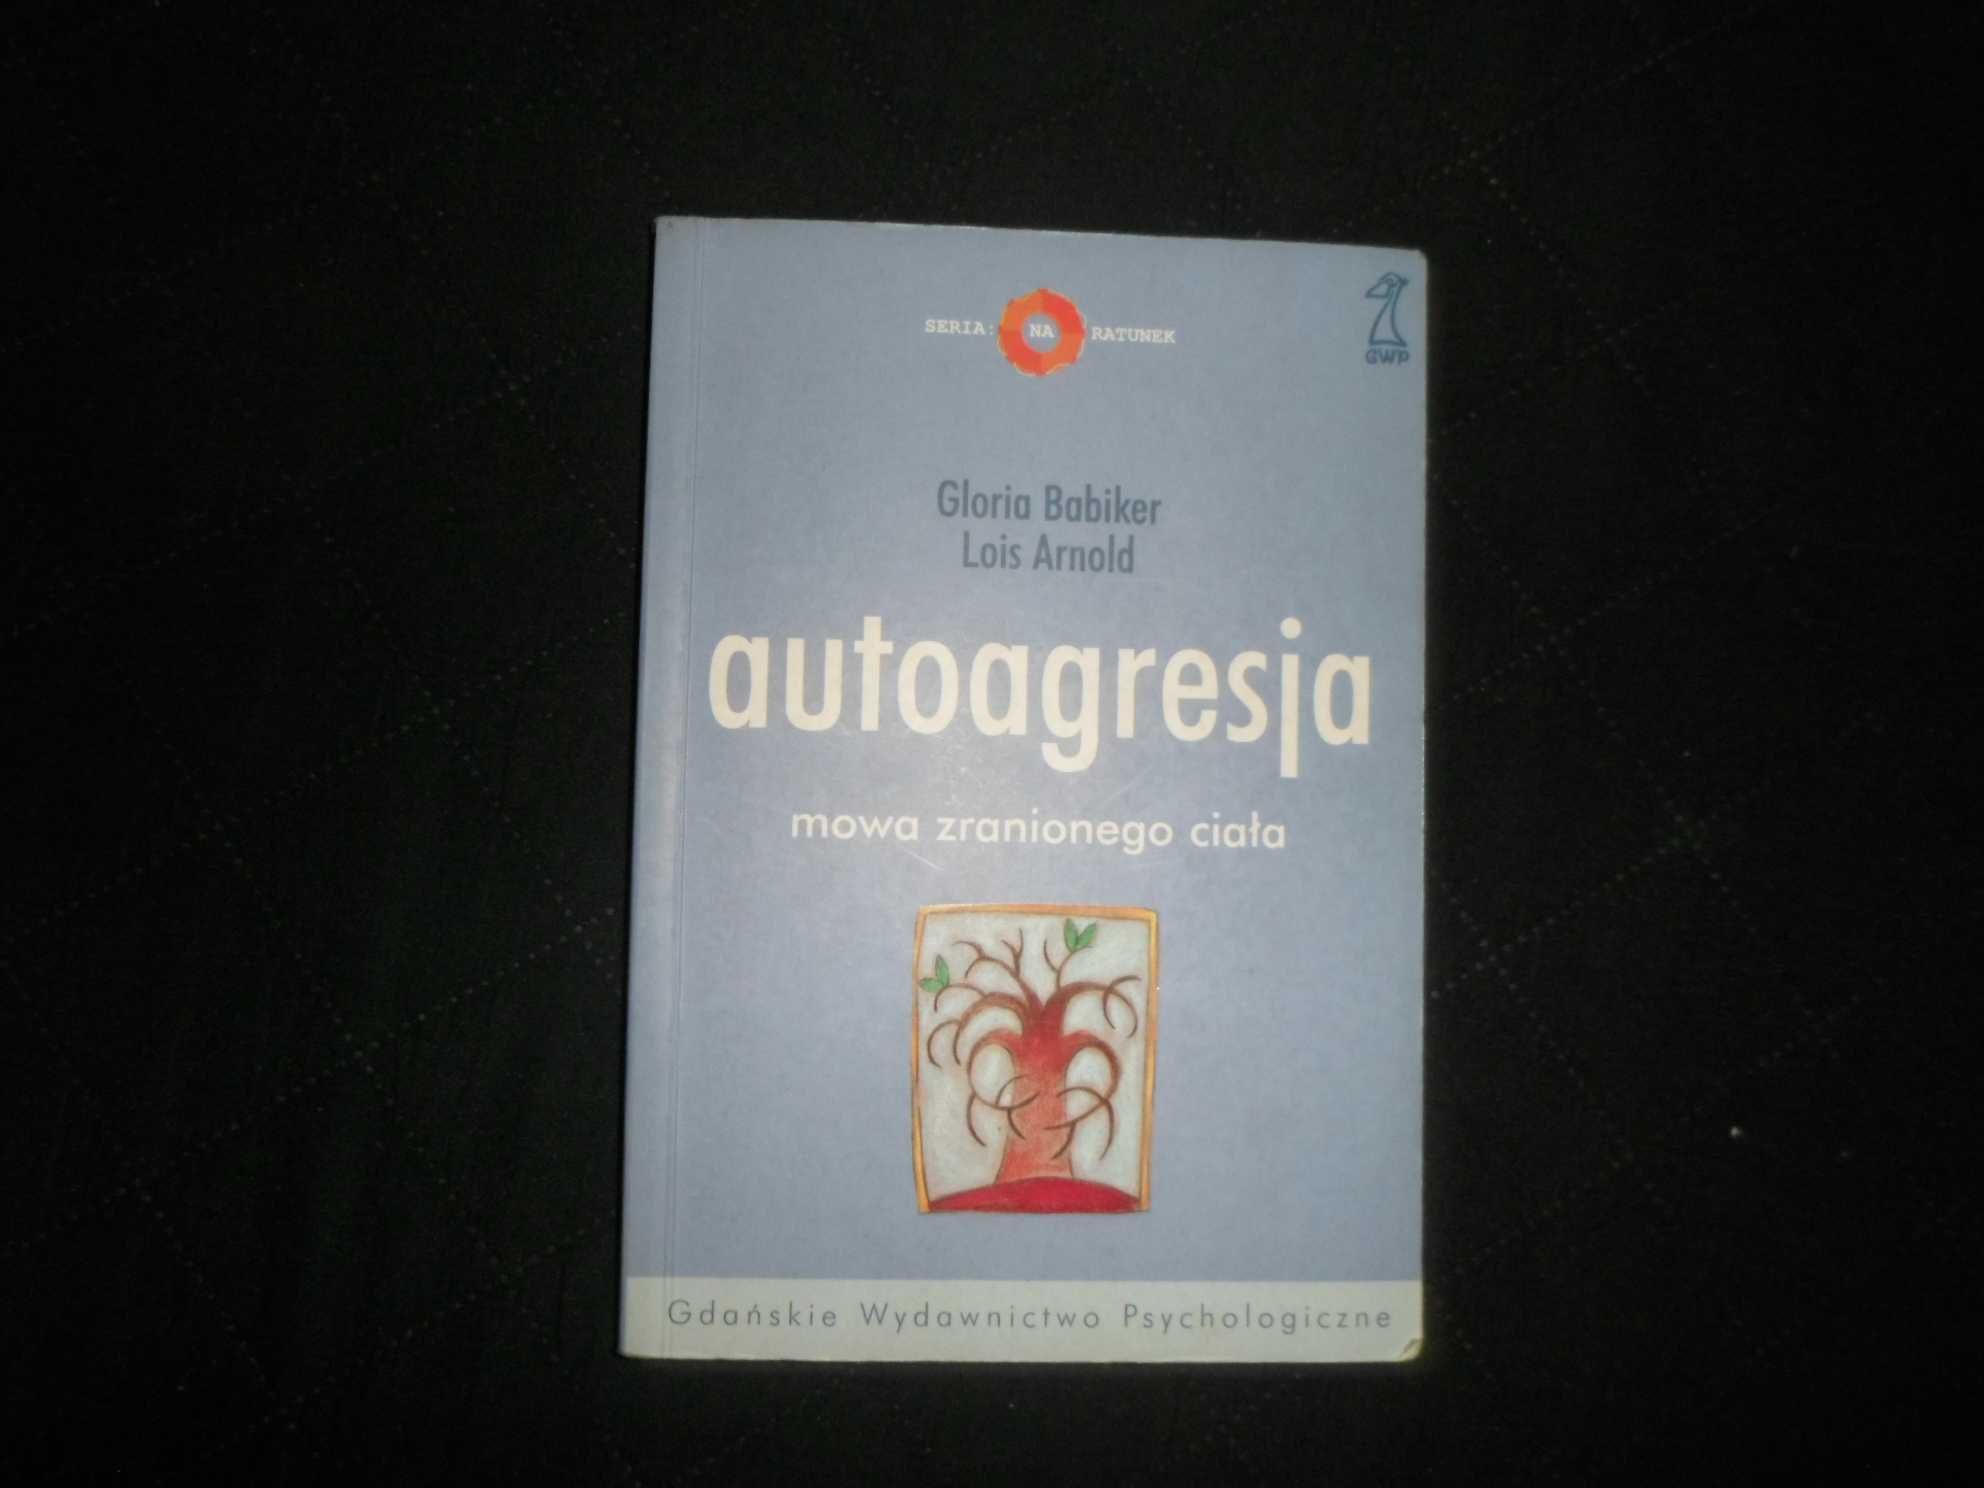 SERIA: NA RATUNEK
GWP
Gloria Babiker
Lois Arnold
autoagresja
mowa zranionego ciała
Gdańskie Wydawnictwo Psychologiczne